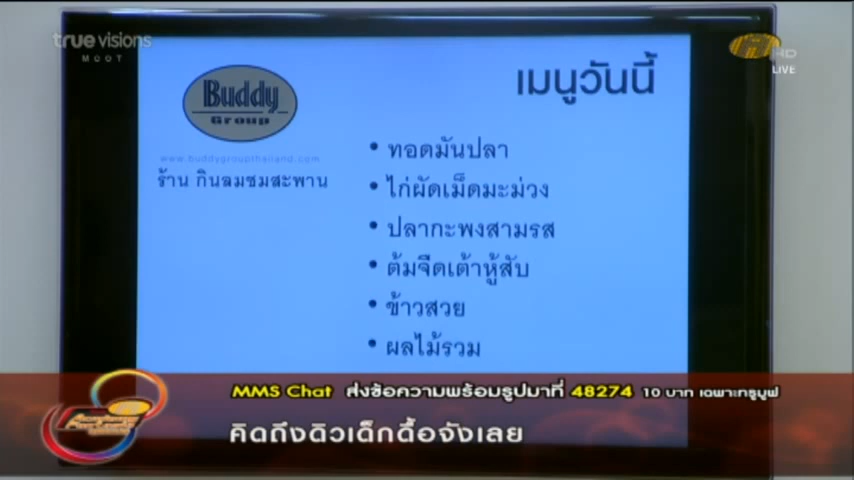 true visions
MCOT
HD
LIVE
Buddy
Group
www.buddygroupthailand.com
ร้าน กินลมชมสะพาน
เมนูวันนี้
• ทอดมันปลา
• ไก่ผัดเม็ดมะม่วง
• ปลากะพงสามรส
• ต้มจืดเต้าหู้สับ
• ข้าวสวย
• ผลไม้รวม
MMS Chat ส่งข้อความพร้อมรูปมาที่ 48274 10 บาท เฉพาะทรูมูฟ
คิดถึงดิวเด็กดื้อจังเลย